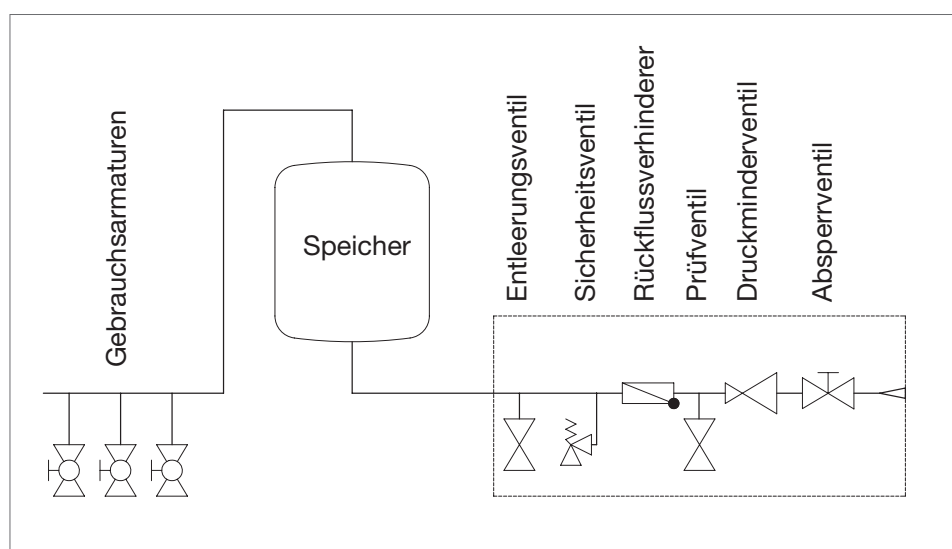 Gebrauchsarmaturen
Speicher
Entleerungsventil
Sicherheitsventil
Rückflussverhinderer
Prüfventil
Druckminderventil
Absperrventil